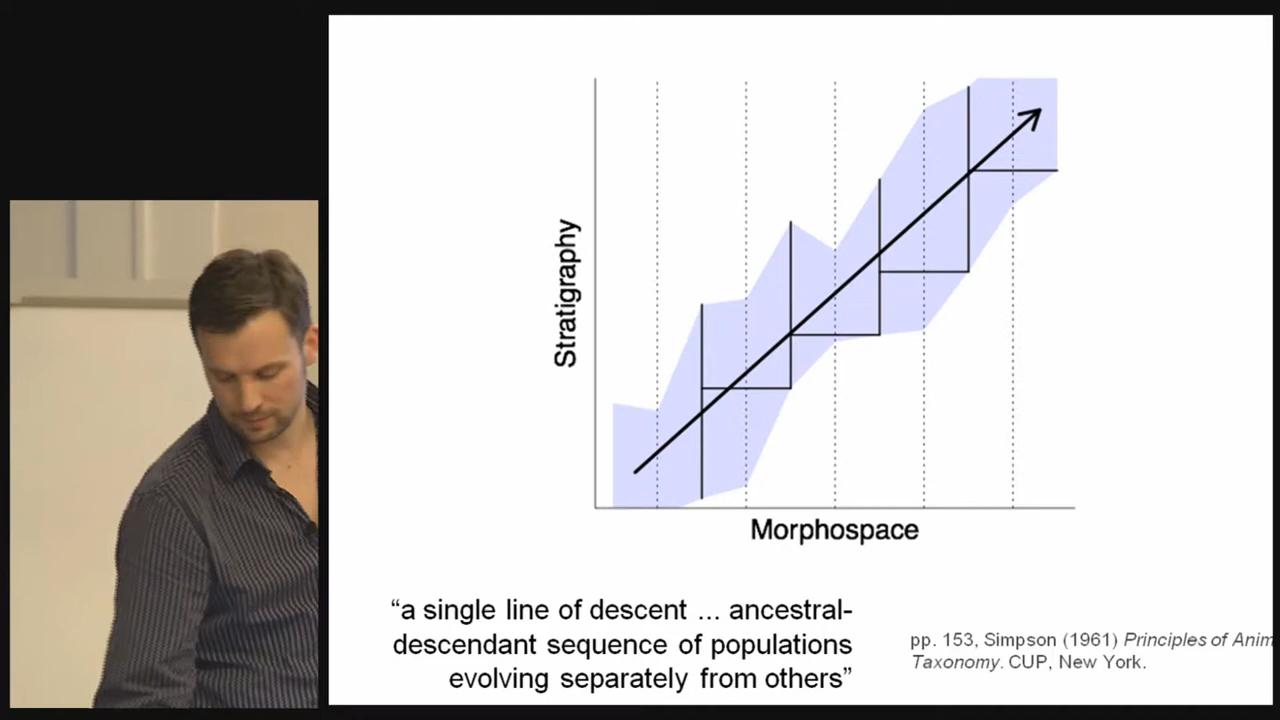 Stratigraphy
Morphospace
“a single line of descent ... ancestral-
descendant sequence of populations
evolving separately from others”
pp. 153, Simpson (1961) Principles of Anim
Taxonomy. CUP, New York.